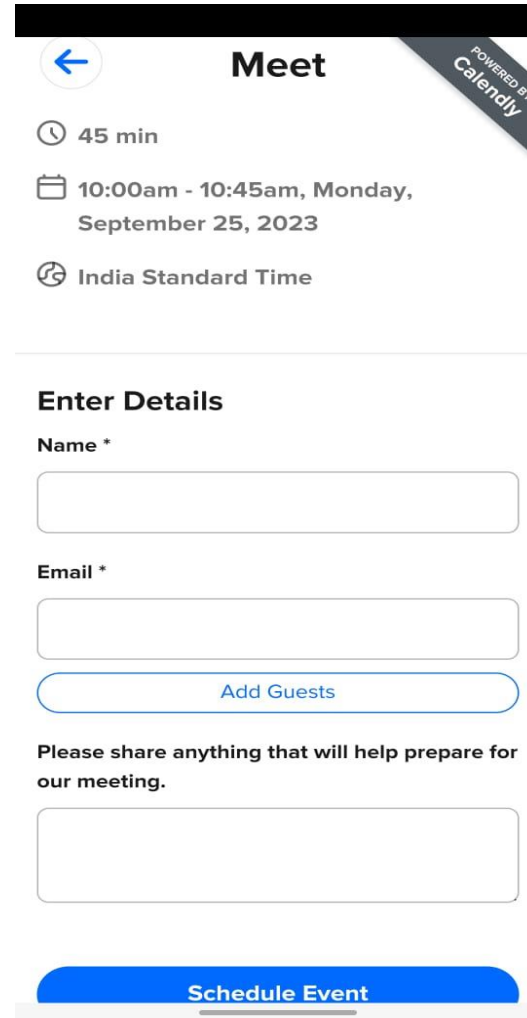 Meet
POWERED BY
Calendly
45 min
10:00am - 10:45am, Monday,
September 25, 2023
India Standard Time
Enter Details
Name *
Email *
Add Guests
Please share anything that will help prepare for
our meeting.
Schedule Event